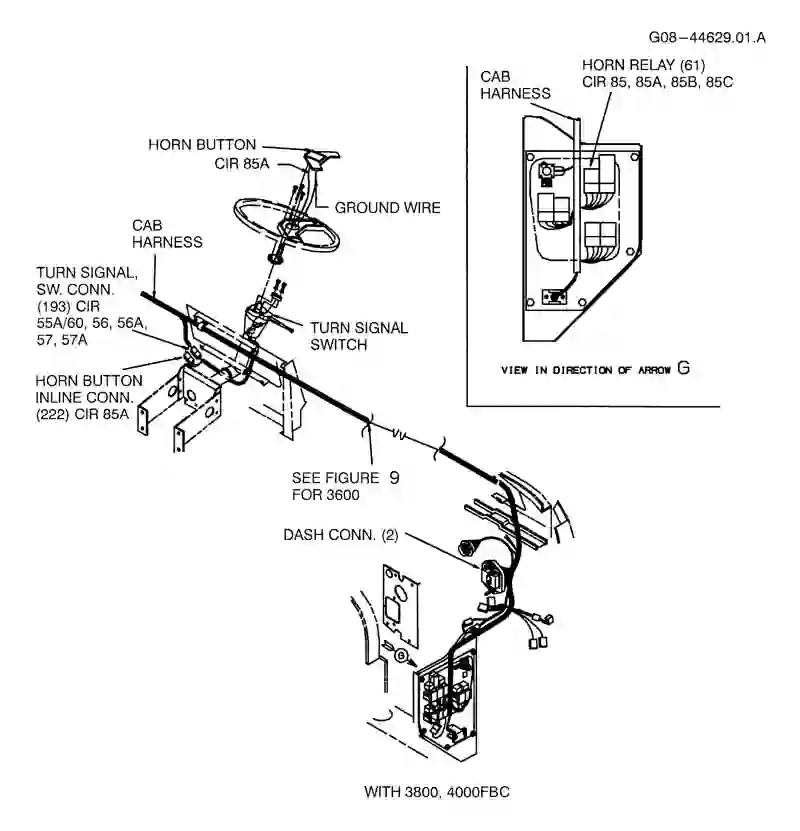 G08-44629.01.A
HORN RELAY (61)
CIR 85, 85A, 85B, 85C
CAB
HARNESS
HORN BUTTON
CIR 85A
GROUND WIRE
CAB
HARNESS
TURN SIGNAL,
SW. CONN.
(193) CIR
55A/60, 56, 56A,
57, 57A
TURN SIGNAL
SWITCH
VIEW IN DIRECTION OF ARROW G
HORN BUTTON
INLINE CONN.
(222) CIR 85A
SEE FIGURE 9
FOR 3600
DASH CONN. (2)
G
WITH 3800, 4000FBC